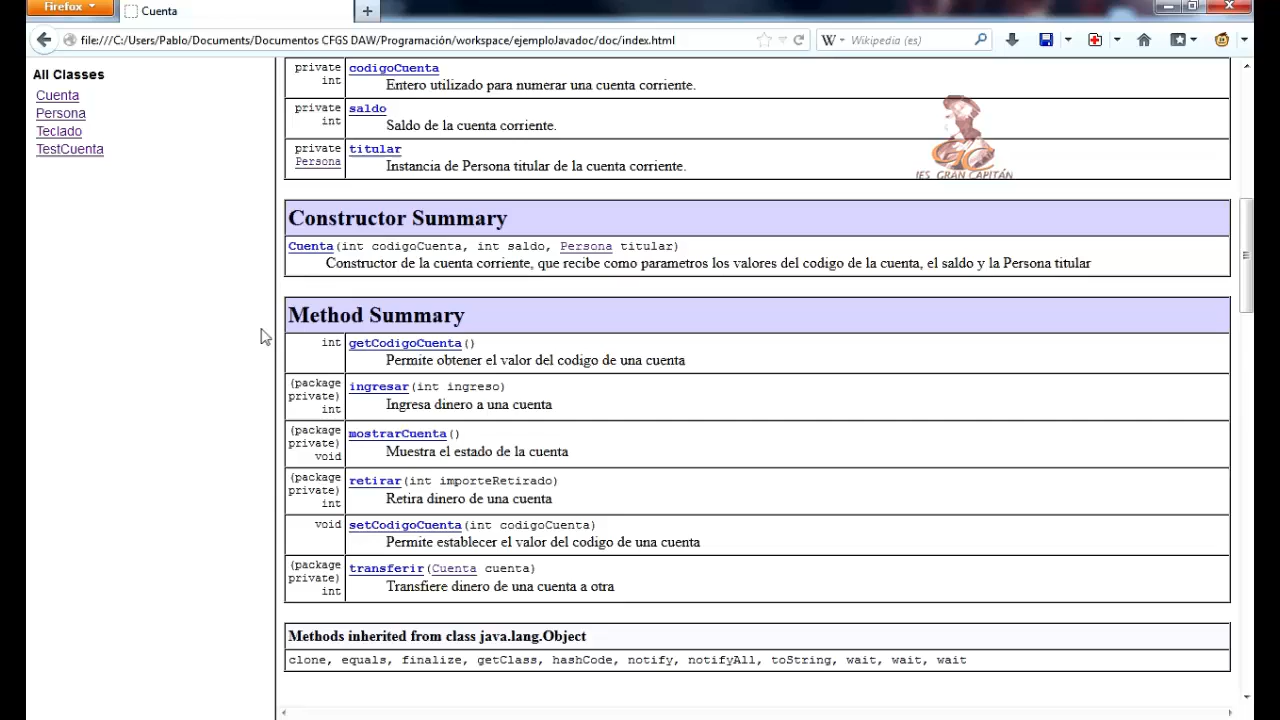 Firefox
Cuenta
file:///C:/Users/Pablo/Documents/Documentos CFGS DAW/Programación/workspace/ejemploJavadoc/doc/index.html
Wikipedia (es)
All Classes
Cuenta
Persona
Teclado
TestCuenta
private int codigoCuenta
Entero utilizado para numerar una cuenta corriente.
private int saldo
Saldo de la cuenta corriente.
private Persona titular
Instancia de Persona titular de la cuenta corriente.
GC
IES GRAN CAPITÁN
Constructor Summary
Cuenta(int codigoCuenta, int saldo, Persona titular)
Constructor de la cuenta corriente, que recibe como parametros los valores del codigo de la cuenta, el saldo y la Persona titular
Method Summary
int getCodigoCuenta()
Permite obtener el valor del codigo de una cuenta
(package private) int ingresar(int ingreso)
Ingresa dinero a una cuenta
(package private) void mostrarCuenta()
Muestra el estado de la cuenta
(package private) int retirar(int importeRetirado)
Retira dinero de una cuenta
void setCodigoCuenta(int codigoCuenta)
Permite establecer el valor del codigo de una cuenta
(package private) int transferir(Cuenta cuenta)
Transfiere dinero de una cuenta a otra
Methods inherited from class java.lang.Object
clone, equals, finalize, getClass, hashCode, notify, notifyAll, toString, wait, wait, wait